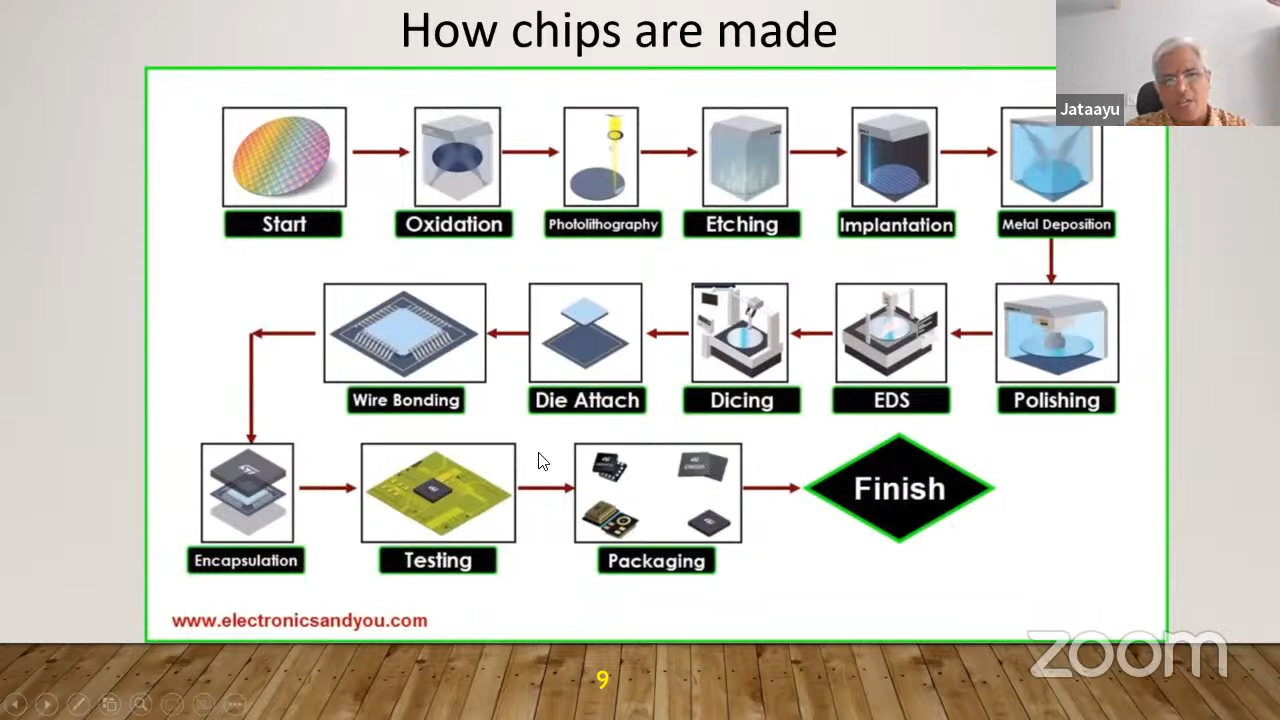 How chips are made
Jataayu
Start
Oxidation
Photolithography
Etching
Implantation
Metal Deposition
Wire Bonding
Die Attach
Dicing
EDS
Polishing
Encapsulation
Testing
Packaging
Finish
www.electronicsandyou.com
zoom
9